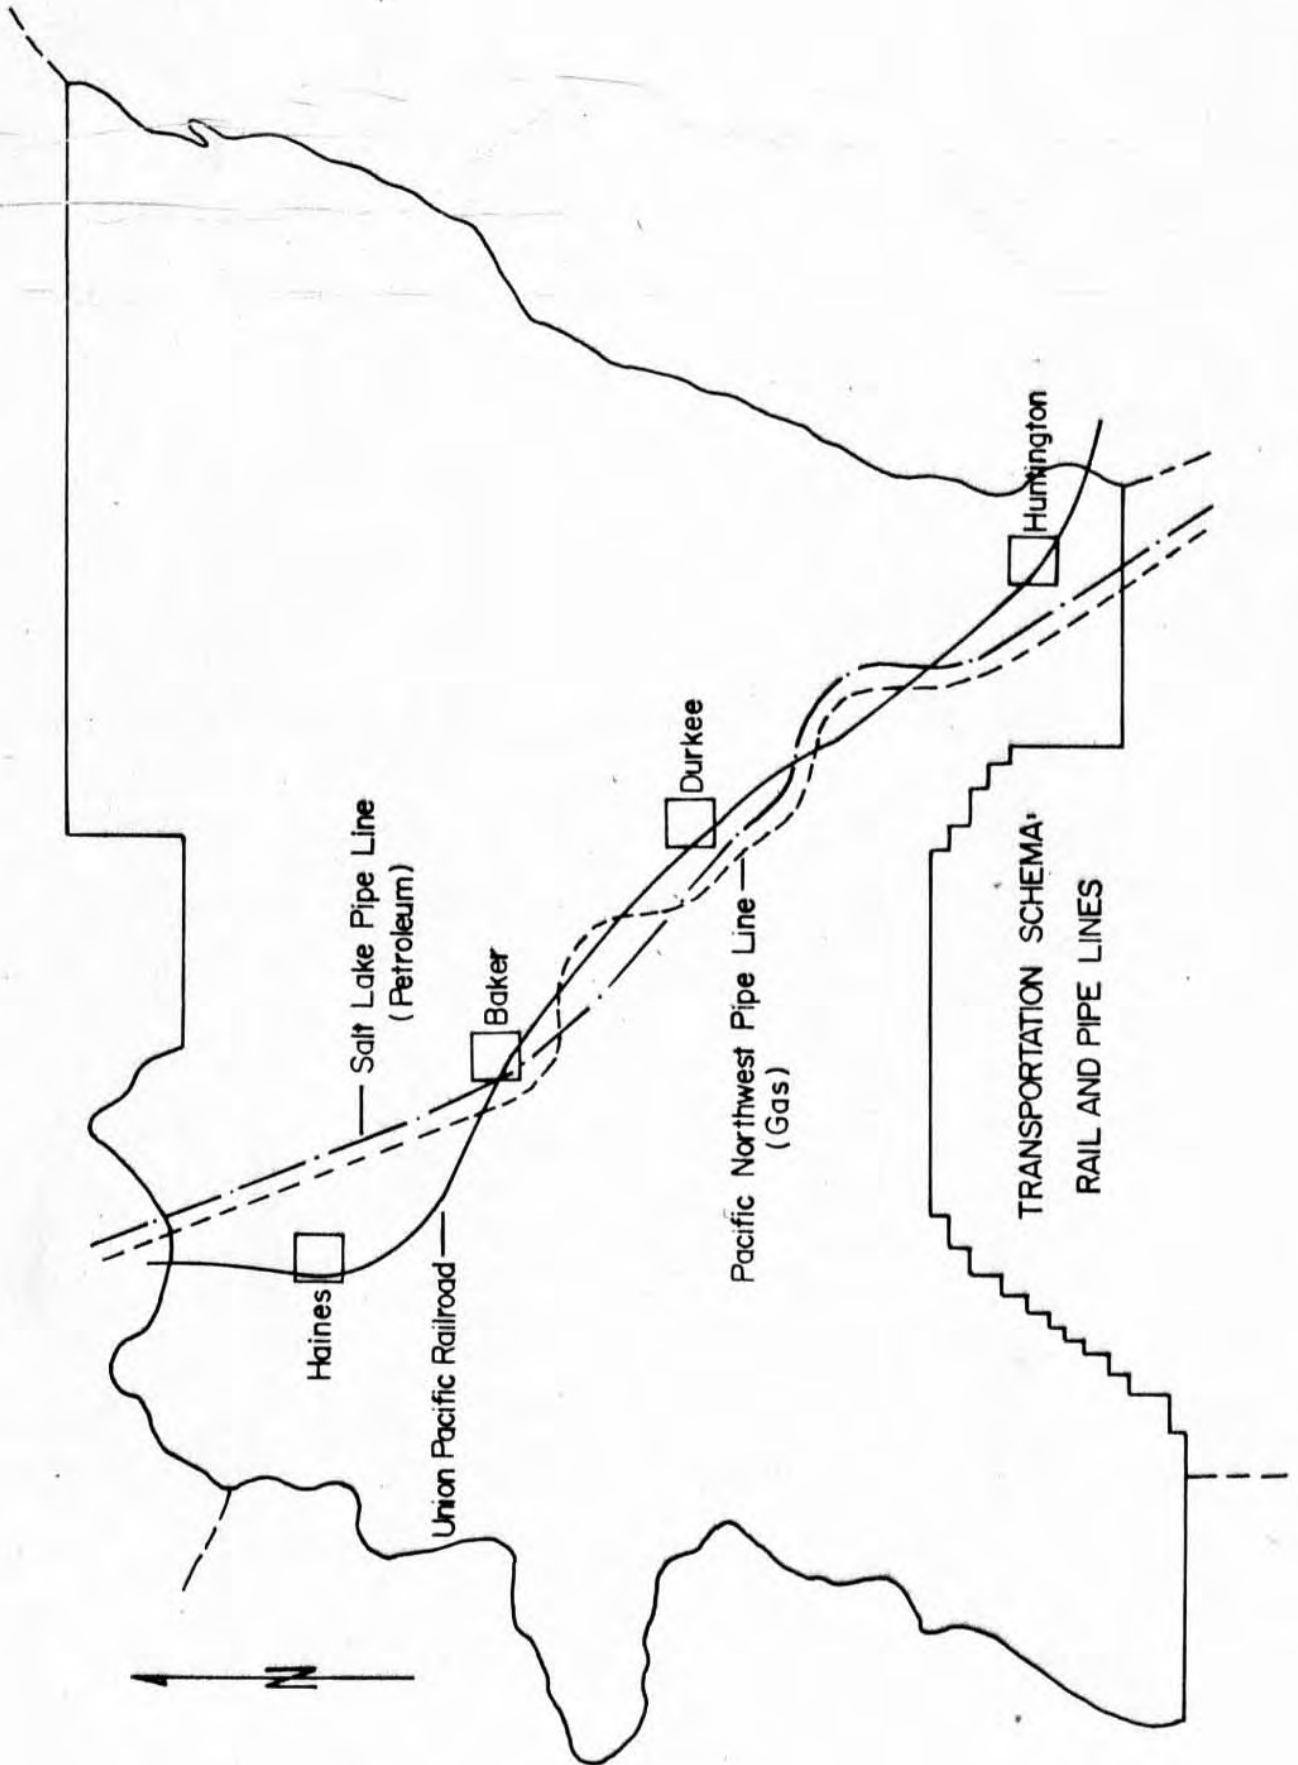 Salt Lake Pipe Line
(Petroleum)
Haines
Baker
Union Pacific Railroad
Durkee
Pacific Northwest Pipe Line
(Gas)
Huntington
TRANSPORTATION SCHEMA:
RAIL AND PIPE LINES
N